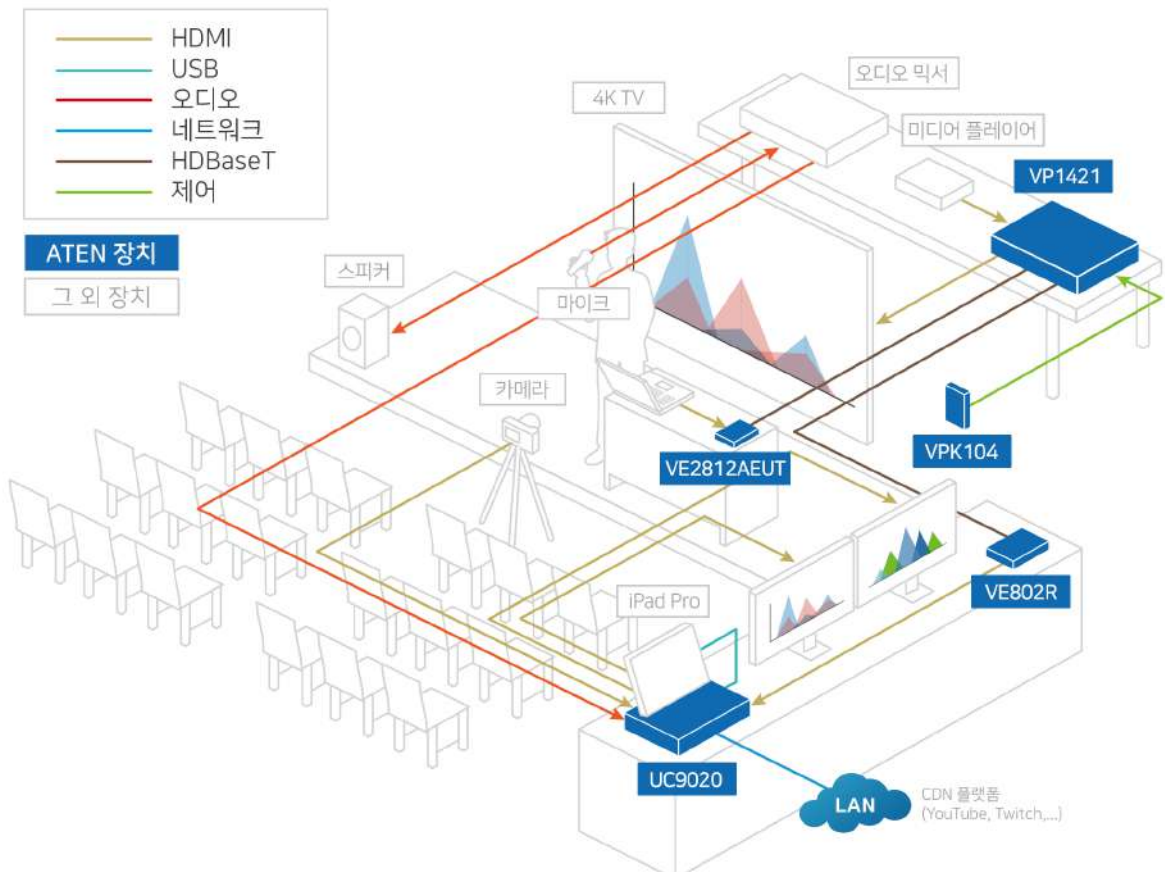 HDMI
USB
오디오
네트워크
HDBaseT
제어
ATEN 장치
그 외 장치
오디오 믹서
4K TV
미디어 플레이어
VP1421
스피커
마이크
카메라
VPK104
VE2812AEUT
iPad Pro
VE802R
UC9020
LAN
CDN 플랫폼
(YouTube, Twitch,...)